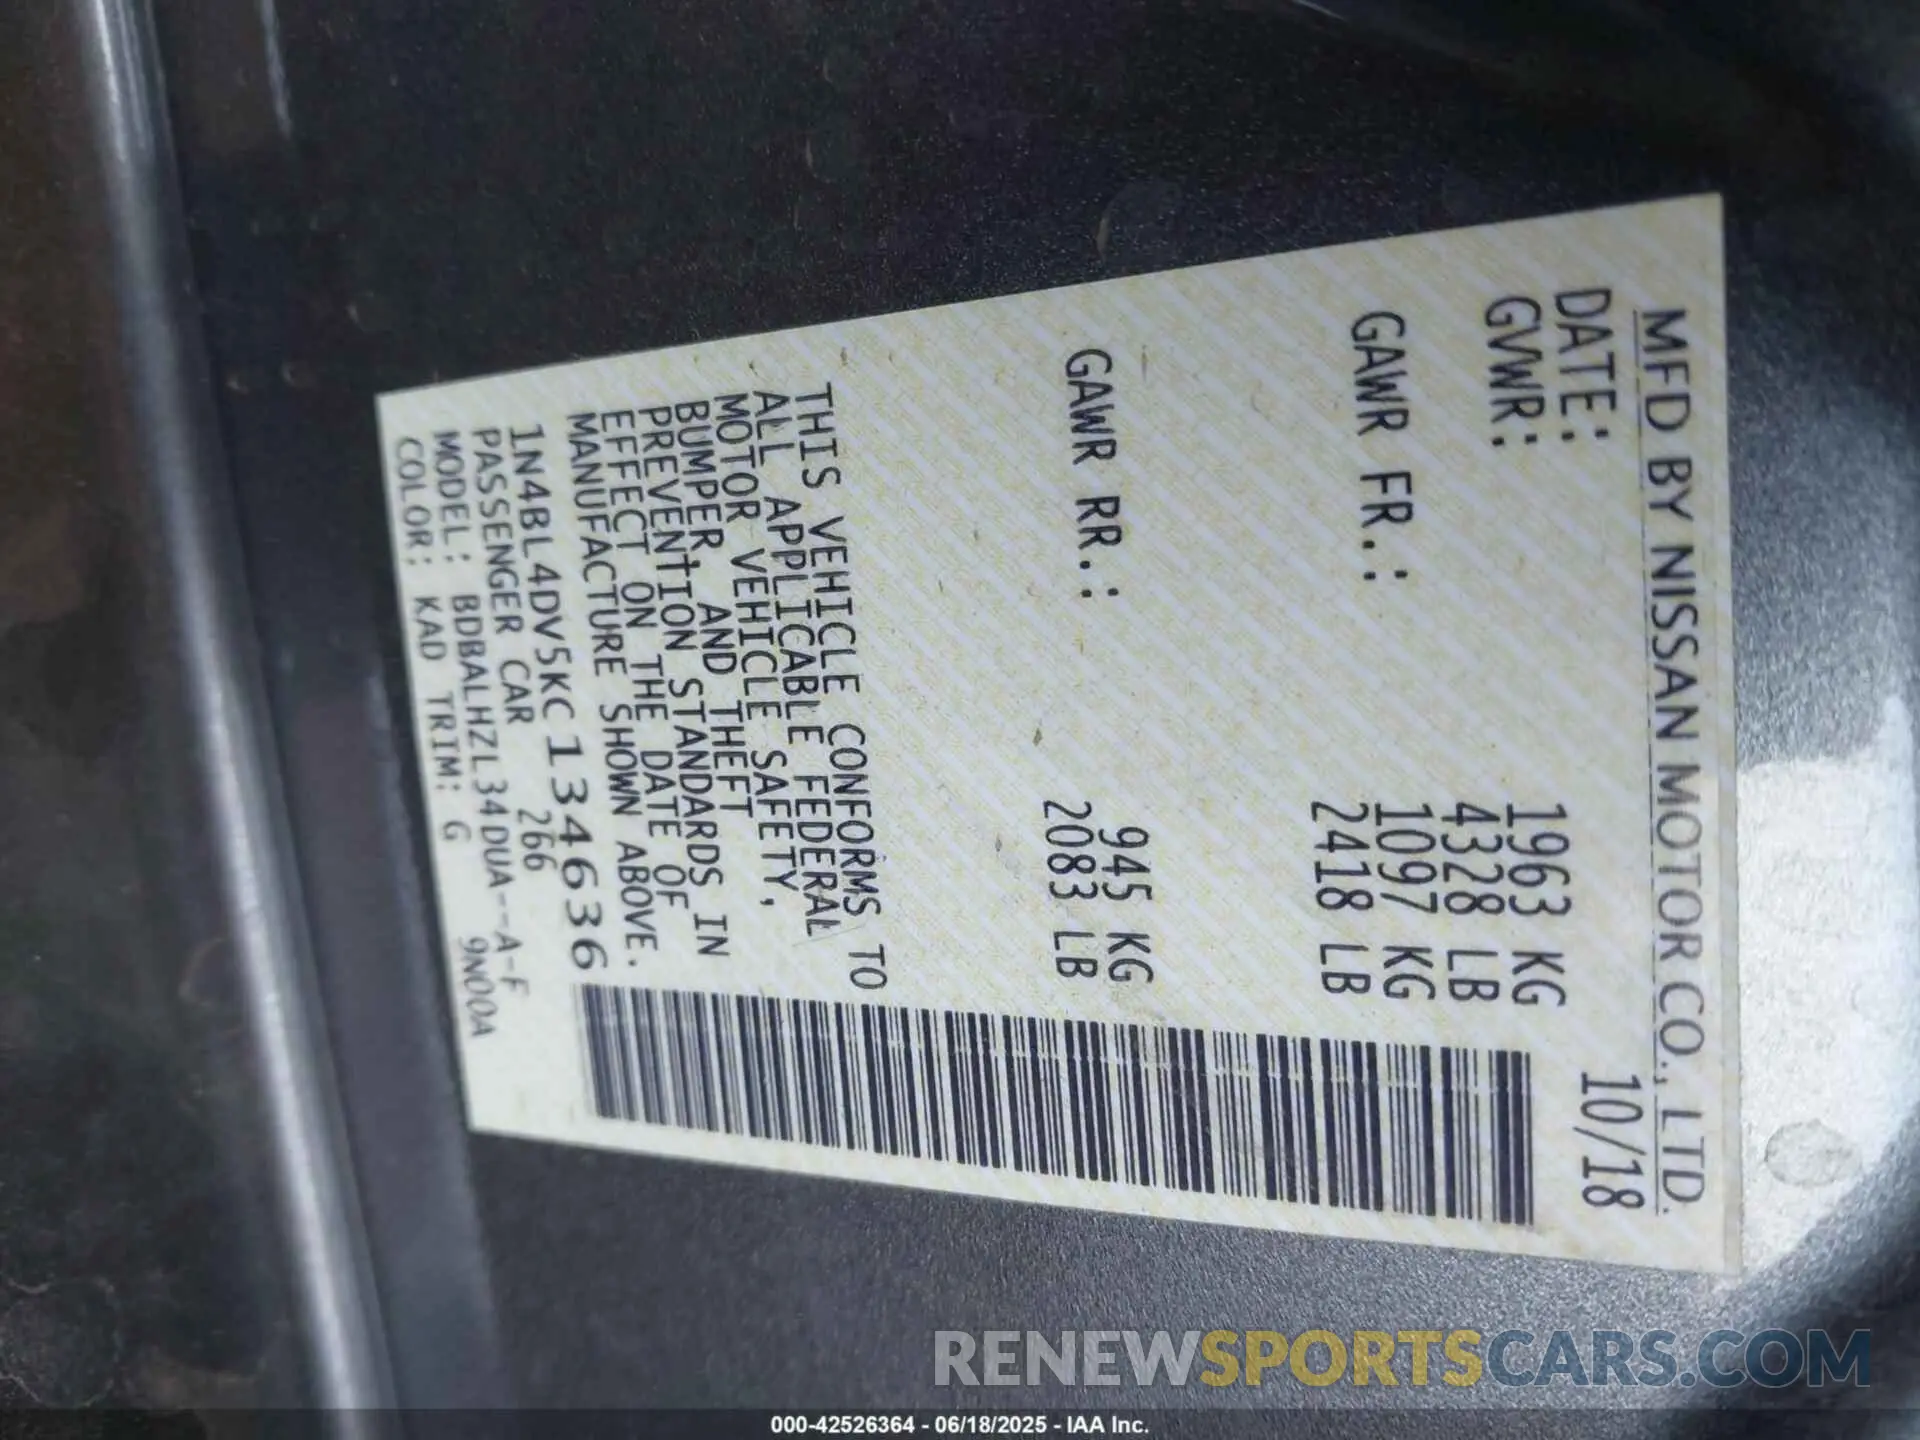 MFD BY NISSAN MOTOR CO., LTD.
DATE: 10/18
GVWR: 1963 KG
4328 LB
GAWR FR.: 1097 KG
2418 LB
GAWR RR.: 945 KG
2083 LB
THIS VEHICLE CONFORMS TO
ALL APPLICABLE FEDERAL
MOTOR VEHICLE SAFETY,
BUMPER, AND THEFT
PREVENTION STANDARDS IN
EFFECT ON THE DATE OF
MANUFACTURE SHOWN ABOVE.
1N4BL4DV5KC134636
PASSENGER CAR 266
MODEL: BDBALHZL34DUA--A-F
COLOR: KAD TRIM: G 9N00A
RENEWSPORTSCARS.COM
000-42526364 - 06/18/2025 - IAA Inc.